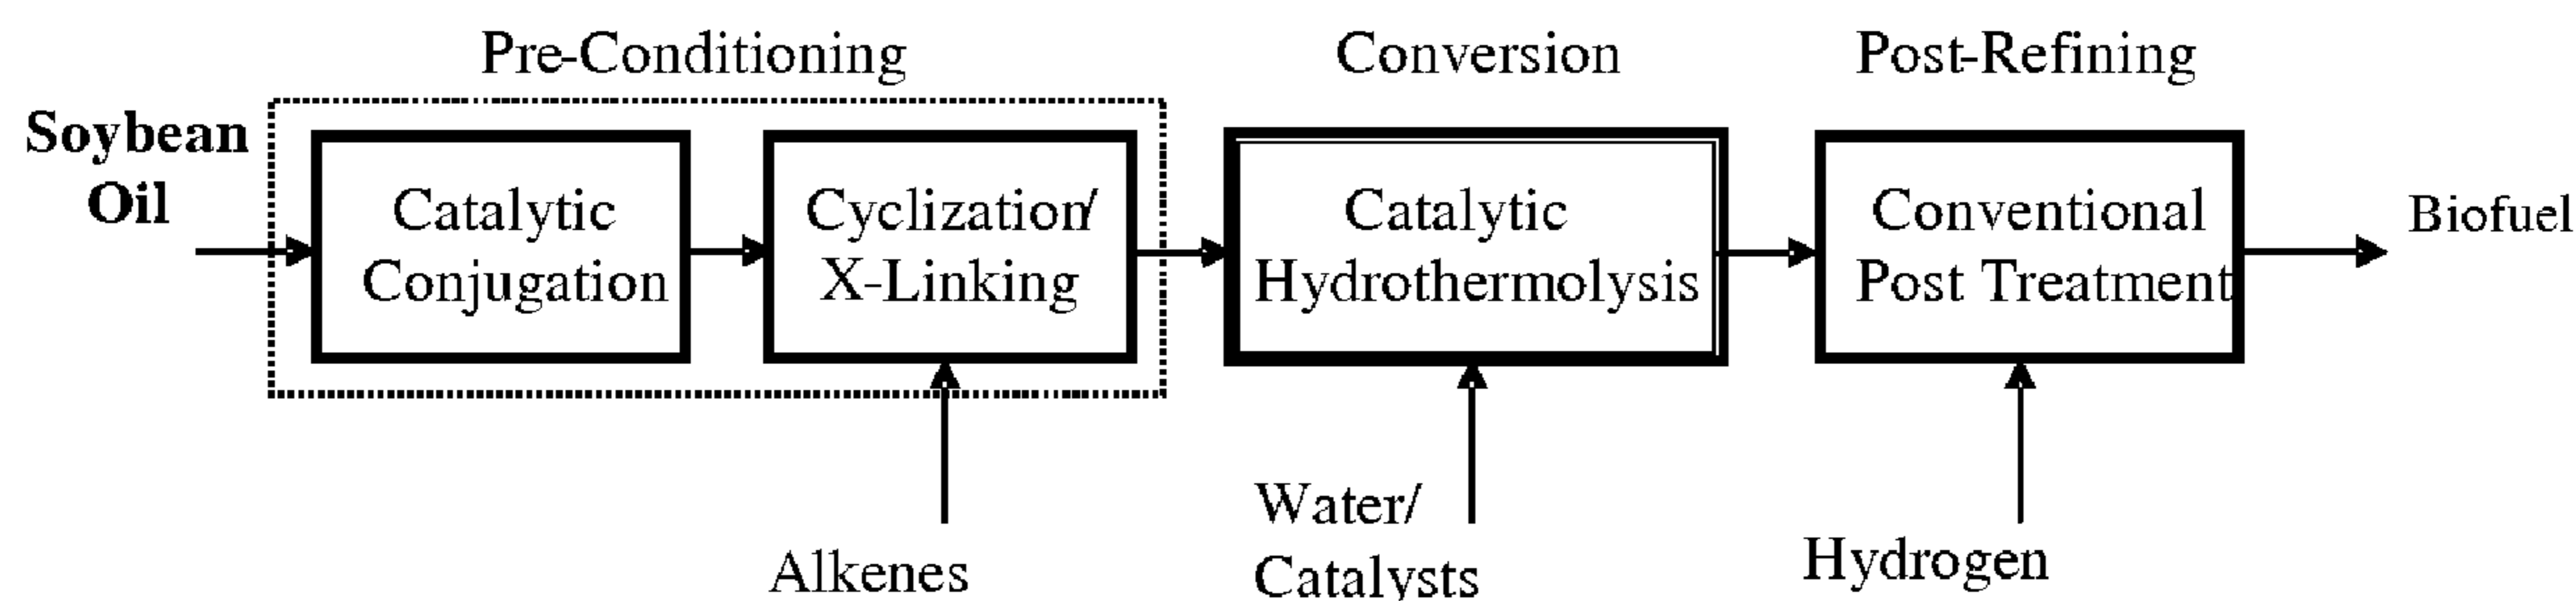 Pre-Conditioning
Conversion
Post-Refining
Soybean
Oil
Catalytic
Conjugation
Cyclization/
X-Linking
Catalytic
Hydrothermolysis
Conventional
Post Treatment
Biofuel
Alkenes
Water/
Catalysts
Hydrogen